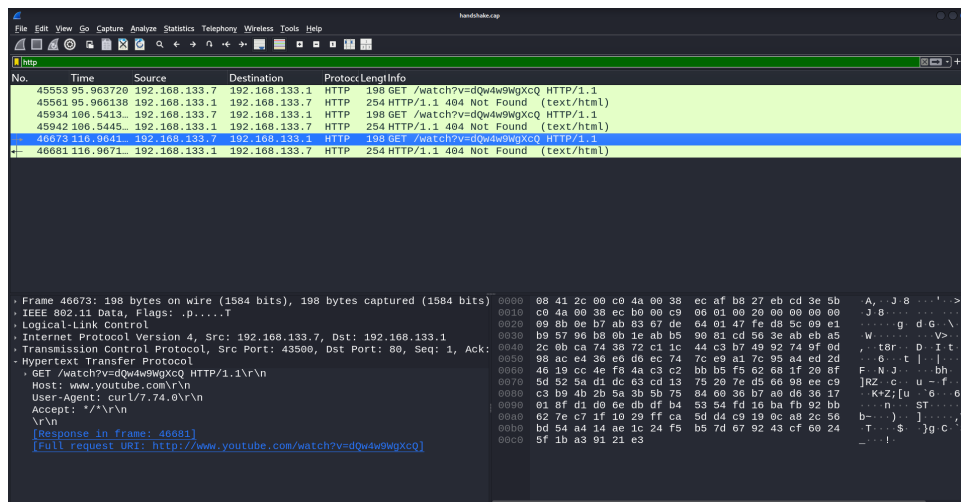 handshake.cap
File Edit View Go Capture Analyze Statistics Telephony Wireless Tools Help
http
No. Time Source Destination Protocc Lengt Info
45553 95.963720 192.168.133.7 192.168.133.1 HTTP 198 GET /watch?v=dQw4w9WgXcQ HTTP/1.1
45561 95.966138 192.168.133.1 192.168.133.7 HTTP 254 HTTP/1.1 404 Not Found (text/html)
45934 106.5413… 192.168.133.7 192.168.133.1 HTTP 198 GET /watch?v=dQw4w9WgXcQ HTTP/1.1
45942 106.5445… 192.168.133.1 192.168.133.7 HTTP 254 HTTP/1.1 404 Not Found (text/html)
46673 116.9641… 192.168.133.7 192.168.133.1 HTTP 198 GET /watch?v=dQw4w9WgXcQ HTTP/1.1
46681 116.9671… 192.168.133.1 192.168.133.7 HTTP 254 HTTP/1.1 404 Not Found (text/html)
Frame 46673: 198 bytes on wire (1584 bits), 198 bytes captured (1584 bits)
IEEE 802.11 Data, Flags: .p.....T
Logical-Link Control
Internet Protocol Version 4, Src: 192.168.133.7, Dst: 192.168.133.1
Transmission Control Protocol, Src Port: 43500, Dst Port: 80, Seq: 1, Ack:
Hypertext Transfer Protocol
GET /watch?v=dQw4w9WgXcQ HTTP/1.1\r\n
Host: www.youtube.com\r\n
User-Agent: curl/7.74.0\r\n
Accept: */*\r\n
\r\n
[Response in frame: 46681]
[Full request URI: http://www.youtube.com/watch?v=dQw4w9WgXcQ]
0000 08 41 2c 00 c0 4a 00 38 ec af b8 27 eb cd 3e 5b ·A,··J·8 ···'··>
0010 c0 4a 00 38 ec b0 00 c9 06 01 00 20 00 00 00 00 ·J·8···· ··· ····
0020 09 8b 0e b7 ab 83 67 de 64 01 47 fe d8 5c 09 e1 ······g· d·G··\·
0030 b9 57 96 b8 0b 1e ab b5 90 81 cd 56 3e ab eb a5 ·W······ ···V>··
0040 2c 0b ca 74 38 72 c1 1c 44 c3 b7 49 92 74 9f 0d ,··t8r·· D··I·t·
0050 98 ac e4 36 e6 d6 ec 74 7c e9 a1 7c 95 a4 ed 2d ···6···t |··|···
0060 46 19 cc 4e f8 4a c3 c2 bb b5 f5 62 68 1f 20 8f F··N·J·· ···bh·
0070 5d 52 5a d1 dc 63 cd 13 75 20 7e d5 66 98 ee c9 ]RZ··c·· u ~·f··
0080 c3 b9 4b 2b 5a 3b 5b 75 84 60 36 b7 a0 d6 36 17 ··K+Z;[u ·`6···6
0090 01 8f d1 d0 6e db df b4 53 54 fd 16 ba fb 92 bb ····n··· ST·····
00a0 62 7e c7 1f 10 29 ff ca 5d d4 c9 19 0c a8 2c 56 b~···)·· ]·····,
00b0 bd 54 a4 14 ae 1c 24 f5 b5 7d 67 92 43 cf 60 24 ·T····$· ·}g·C·`
00c0 5f 1b a3 91 21 e3 _···!·